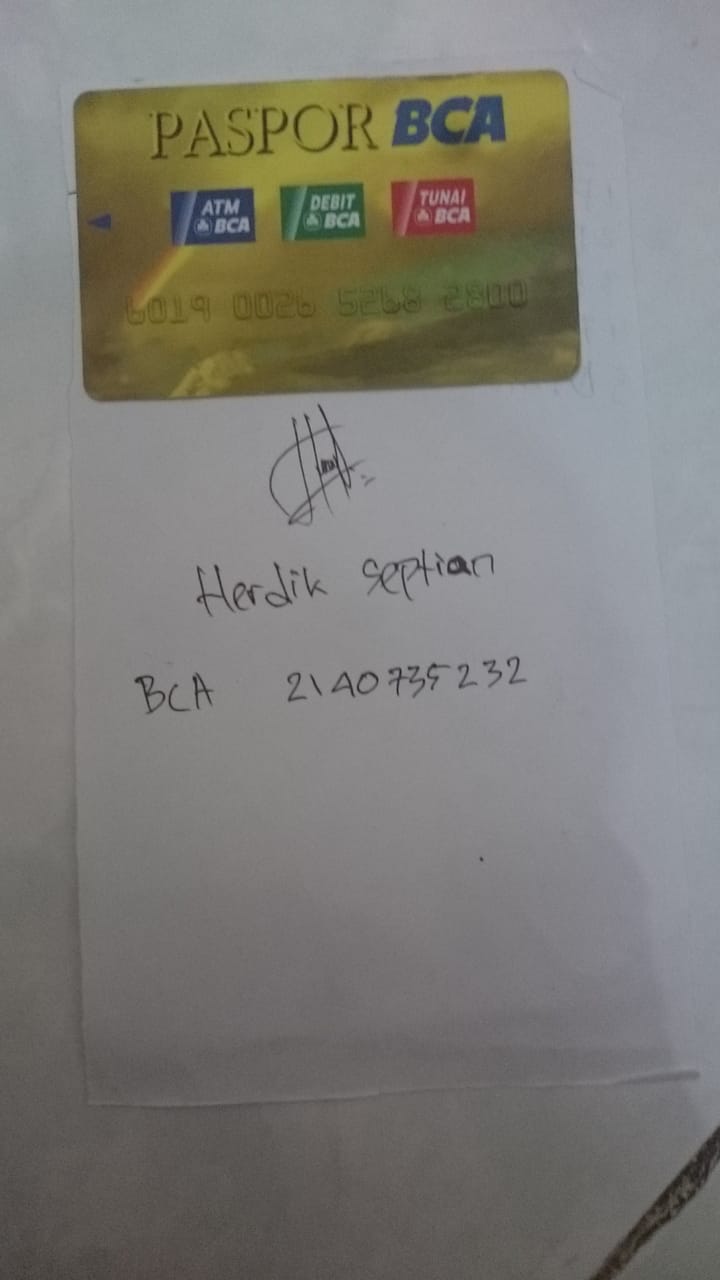 PASPOR BCA
ATM BCA
DEBIT BCA
TUNAI BCA
6019 0026 5268 2800
Herdik Septian
BCA 2140735232